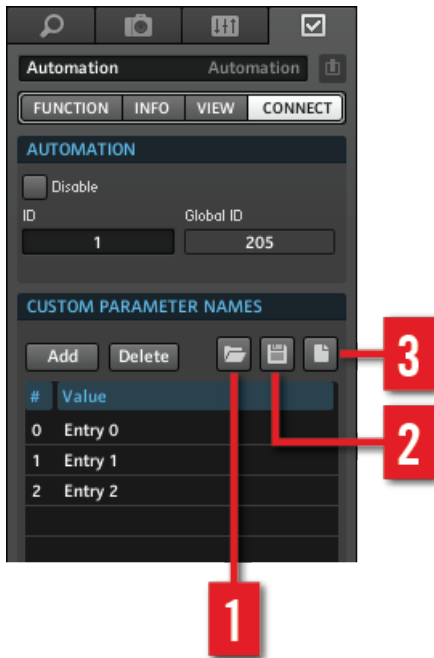 Automation Automation
FUNCTION INFO VIEW CONNECT
AUTOMATION
Disable
ID Global ID
1 205
CUSTOM PARAMETER NAMES
Add Delete
# Value
0 Entry 0
1 Entry 1
2 Entry 2
3
2
1